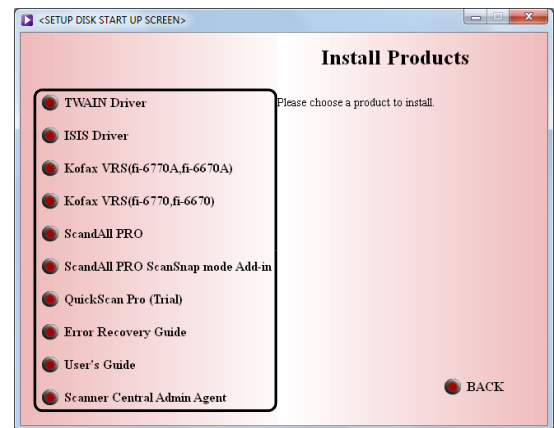 <SETUP DISK START UP SCREEN>
Install Products
Please choose a product to install.
TWAIN Driver
ISIS Driver
Kofax VRS(fi-6770A,fi-6670A)
Kofax VRS(fi-6770,fi-6670)
ScandAll PRO
ScandAll PRO ScanSnap mode Add-in
QuickScan Pro (Trial)
Error Recovery Guide
User's Guide
Scanner Central Admin Agent
BACK